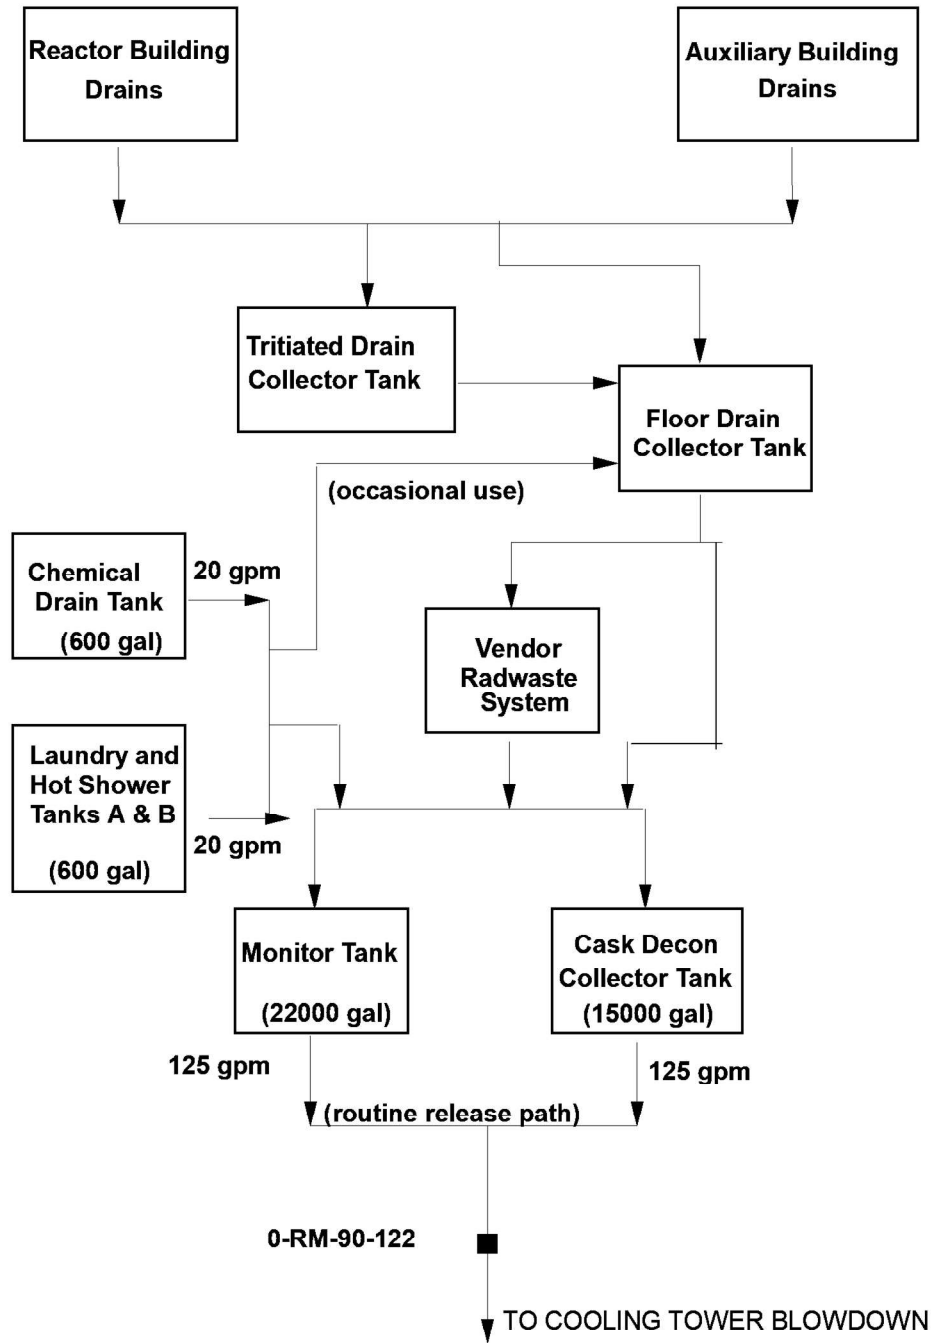 Reactor Building
Drains
Auxiliary Building
Drains
Tritiated Drain
Collector Tank
Floor Drain
Collector Tank
(occasional use)
Chemical
Drain Tank
(600 gal)
20 gpm
Vendor
Radwaste
System
Laundry and
Hot Shower
Tanks A & B
(600 gal)
20 gpm
Monitor Tank
(22000 gal)
Cask Decon
Collector Tank
(15000 gal)
125 gpm
125 gpm
(routine release path)
0-RM-90-122
TO COOLING TOWER BLOWDOWN